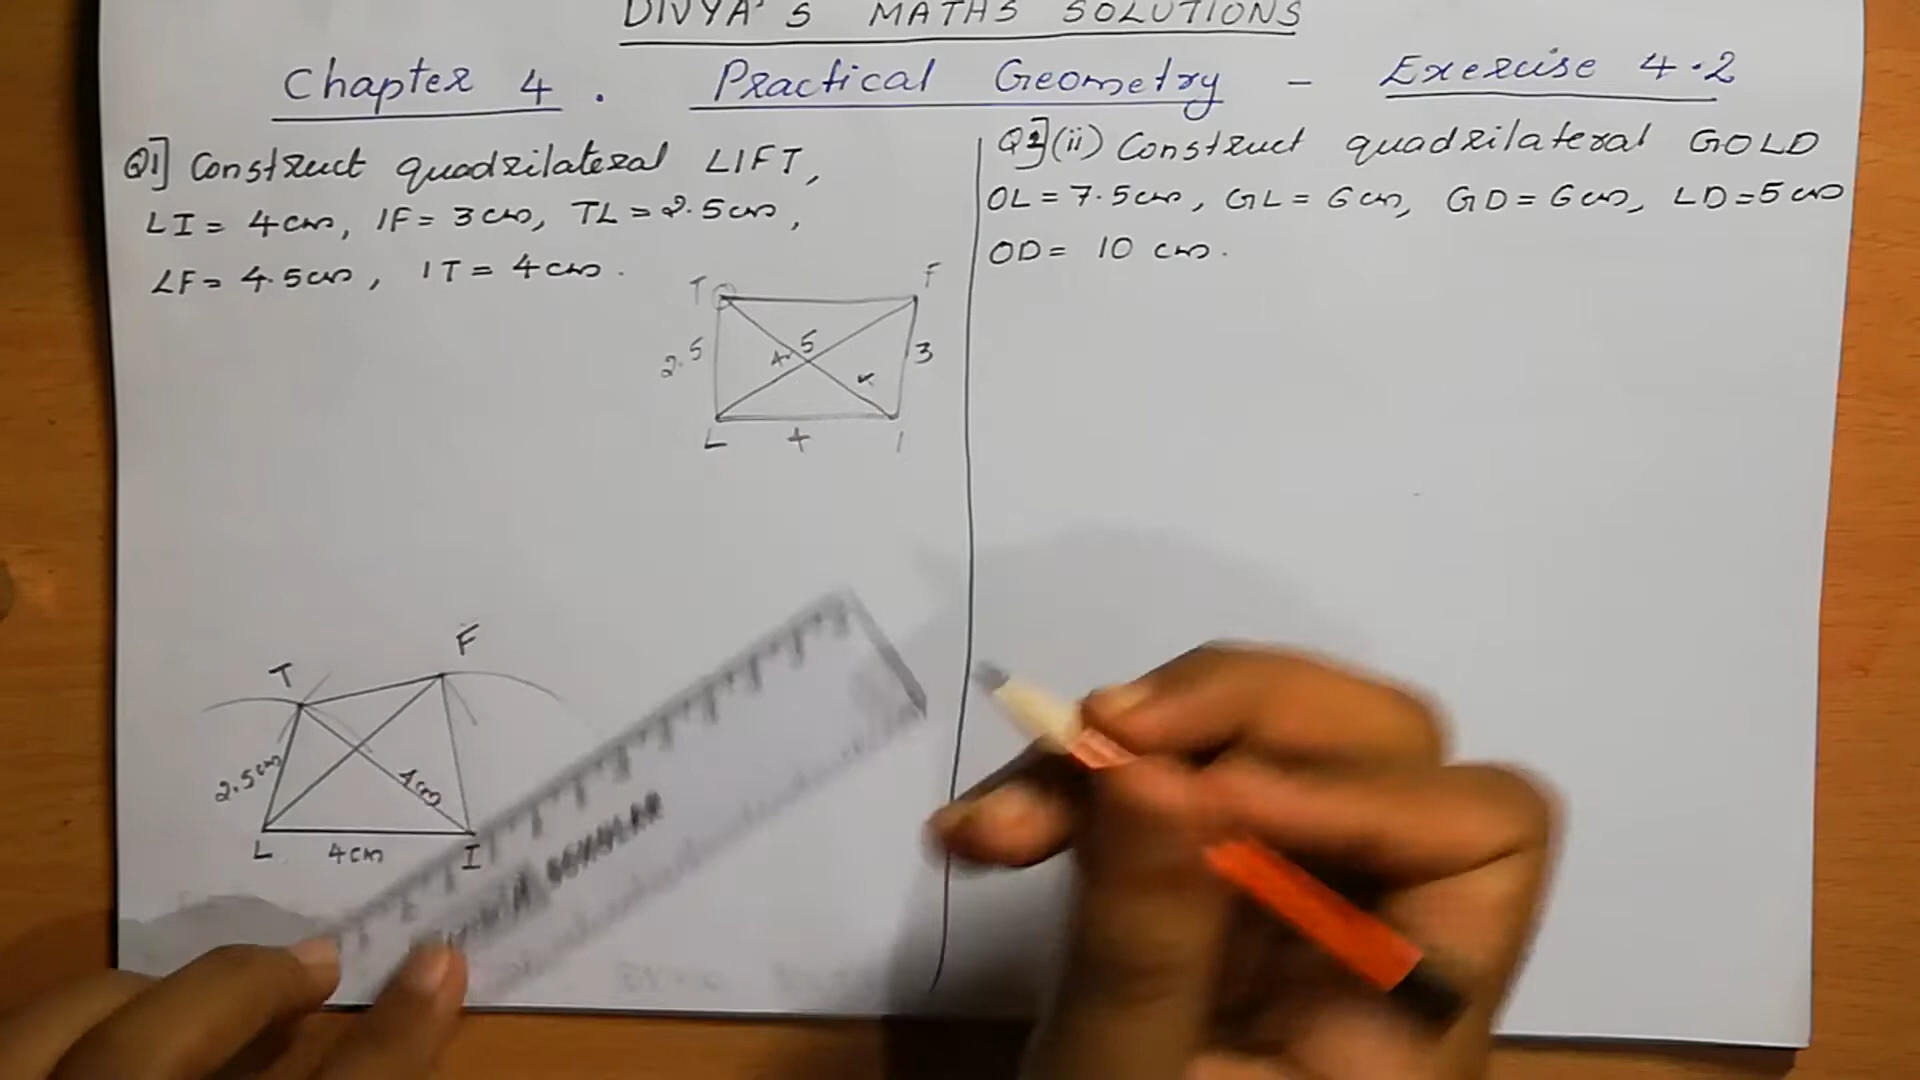 DIVYA'S MATHS SOLUTIONS
Chapter 4. Practical Geometry - Exercise 4.2
Q1] Construct quadrilateral LIFT,
LI = 4cm, IF = 3cm, TL = 2.5cm,
LF = 4.5cm, IT = 4cm.
T F
2.5 4.5 3
L 4 I
F
T
2.5cm 4cm
L 4cm I
Q2](ii) Construct quadrilateral GOLD
OL = 7.5cm, GL = 6cm, GD = 6cm, LD = 5cm
OD = 10 cm.